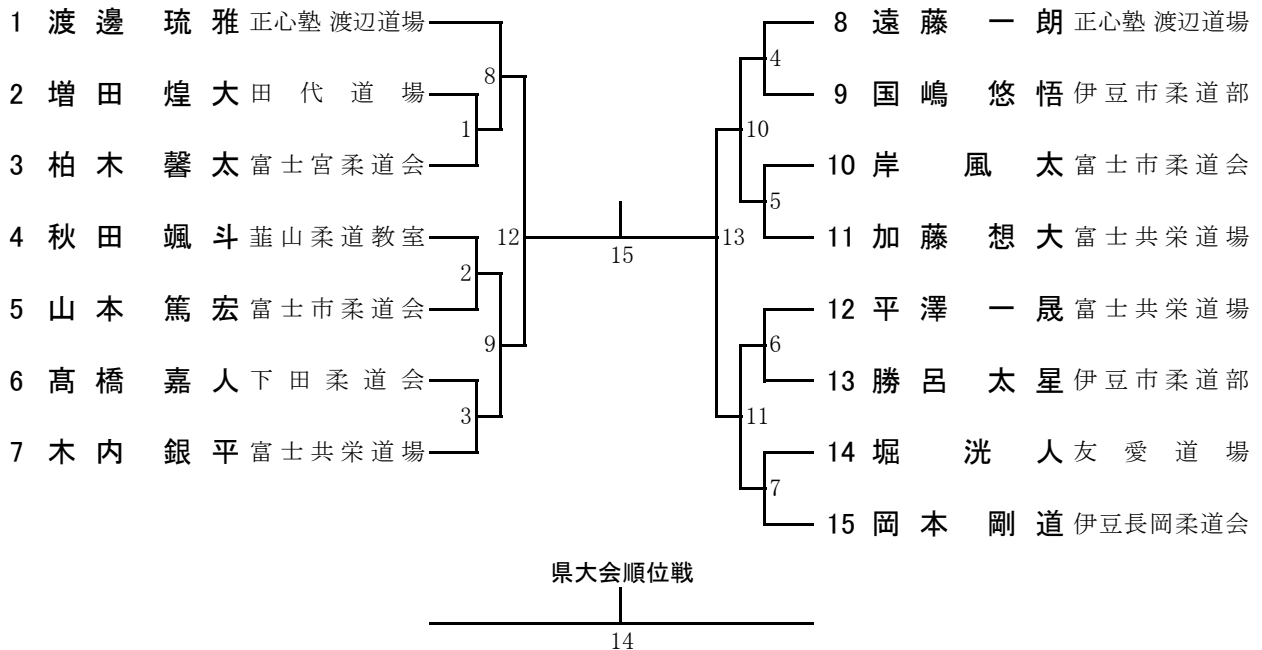 1 渡邊 琉雅 正心塾 渡辺道場
2 増田 煌大 田代道場
3 柏木 馨太 富士宮柔道会
4 秋田 颯斗 韮山柔道教室
5 山本 篤宏 富士市柔道会
6 髙橋 嘉人 下田柔道会
7 木内 銀平 富士共栄道場
8
1
12
2
9
3
15
8 遠藤 一朗 正心塾 渡辺道場
9 国嶋 悠悟 伊豆市柔道部
10 岸 風太 富士市柔道会
11 加藤 想大 富士共栄道場
12 平澤 一晟 富士共栄道場
13 勝呂 太星 伊豆市柔道部
14 堀 洸人 友愛道場
15 岡本 剛道 伊豆長岡柔道会
4
10
5
13
6
11
7
県大会順位戦
14